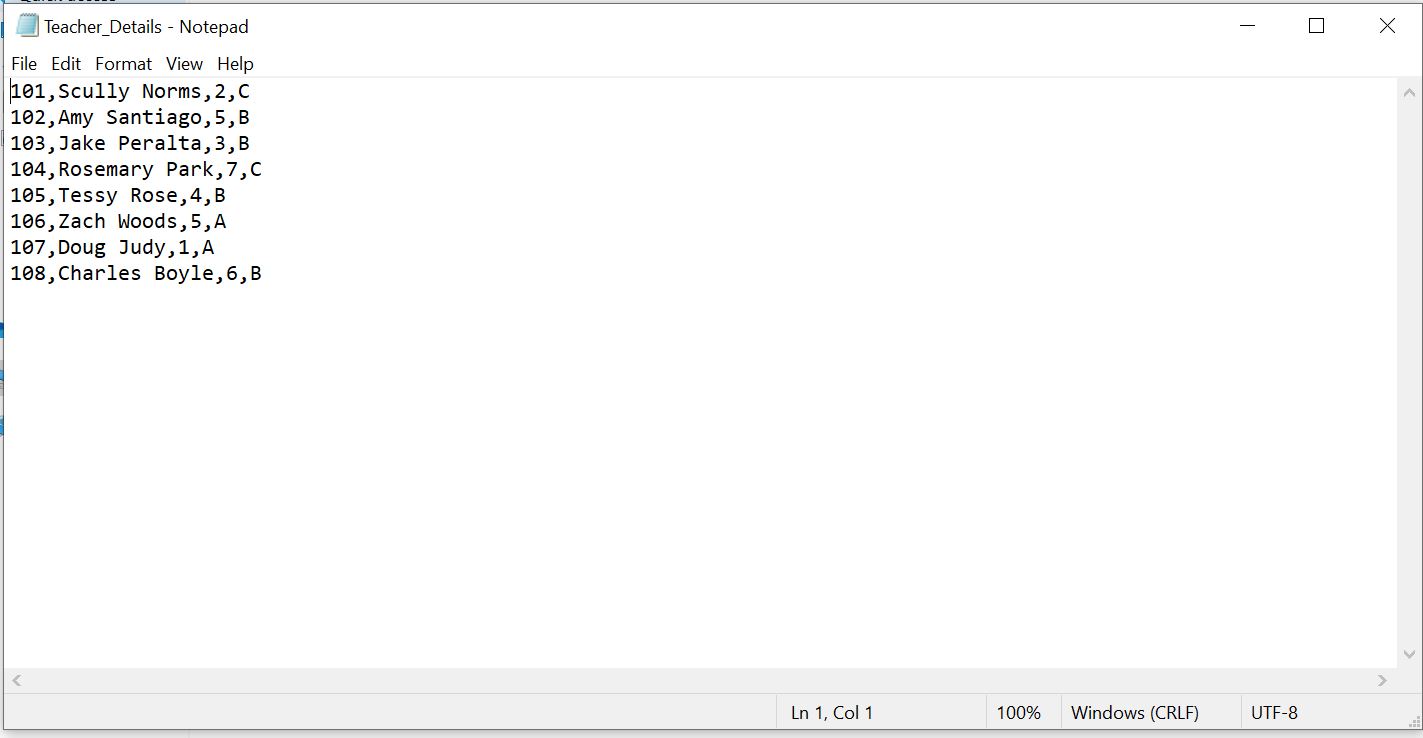 Teacher_Details - Notepad
File Edit Format View Help
101,Scully Norms,2,C
102,Amy Santiago,5,B
103,Jake Peralta,3,B
104,Rosemary Park,7,C
105,Tessy Rose,4,B
106,Zach Woods,5,A
107,Doug Judy,1,A
108,Charles Boyle,6,B
Ln 1, Col 1 100% Windows (CRLF) UTF-8